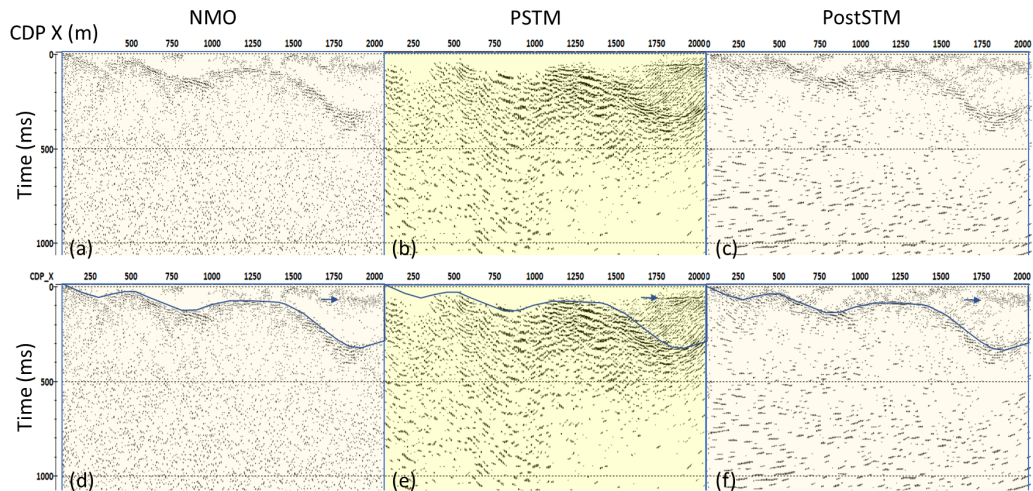 NMO PSTM PostSTM
CDP X (m) 500 750 1000 1250 1500 1750 2000 250 500 750 1000 1250 1500 1750 2000 250 500 750 1000 1250 1500 1750 2000
0
Time (ms)
500
1000
(a) (b) (c)
CDP_X 250 500 750 1000 1250 1500 1750 2000 250 500 750 1000 1250 1500 1750 2000 250 500 750 1000 1250 1500 1750 2000
0
Time (ms)
500
1000
(d) (e) (f)